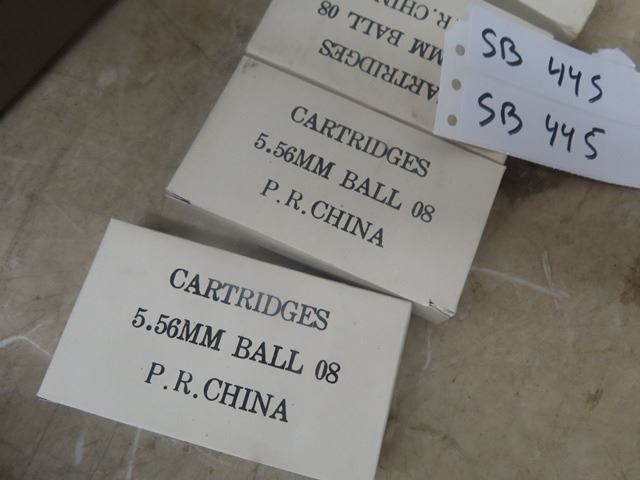 MM BALL 08
CARTRIDGES
SB 445
SB 445
CARTRIDGES
5.56MM BALL 08
P.R.CHINA
CARTRIDGES
5.56MM BALL 08
P.R.CHINA